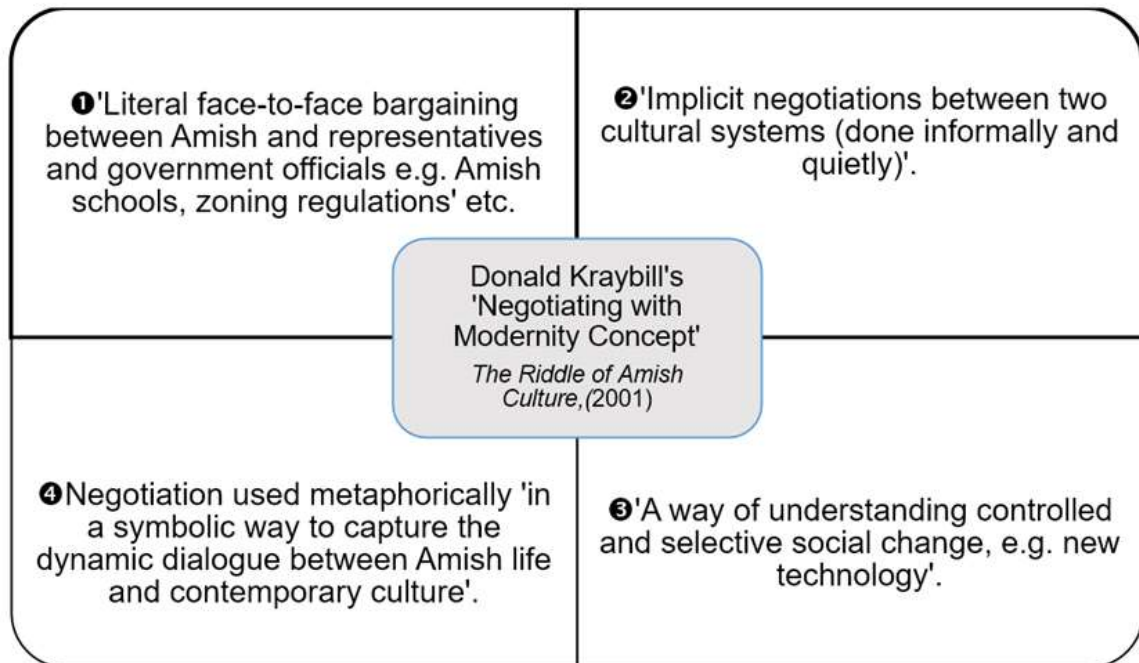 ❶'Literal face-to-face bargaining
between Amish and representatives
and government officials e.g. Amish
schools, zoning regulations' etc.
❷'Implicit negotiations between two
cultural systems (done informally and
quietly)'.
Donald Kraybill's
'Negotiating with
Modernity Concept'
The Riddle of Amish
Culture,(2001)
❸'A way of understanding controlled
and selective social change, e.g. new
technology'.
❹Negotiation used metaphorically 'in
a symbolic way to capture the
dynamic dialogue between Amish life
and contemporary culture'.